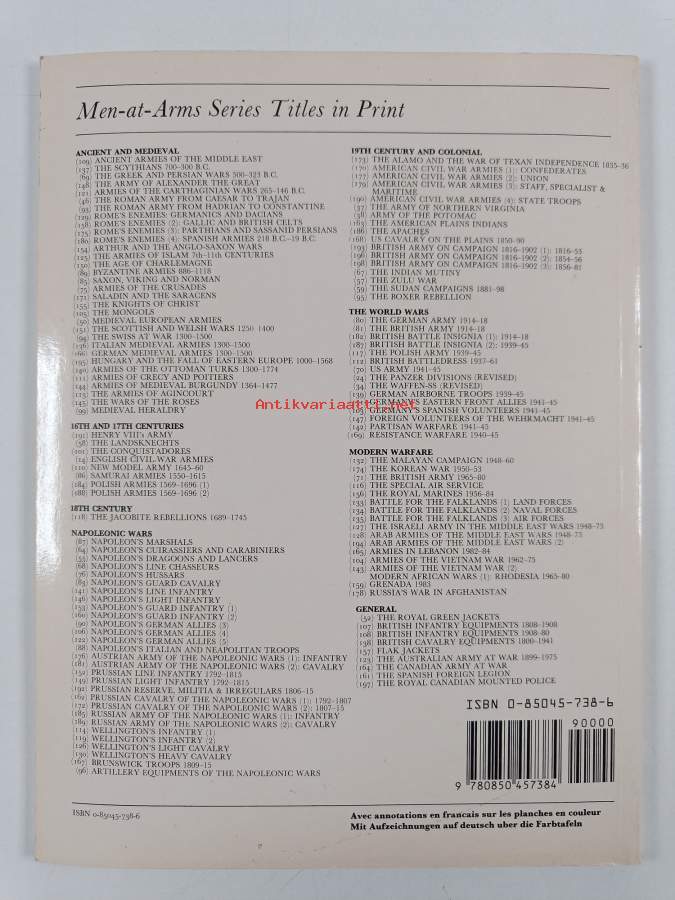 Men-at-Arms Series Titles in Print
ANCIENT AND MEDIEVAL
(109) ANCIENT ARMIES OF THE MIDDLE EAST
(137) THE SCYTHIANS 700-300 B.C.
(69) THE GREEK AND PERSIAN WARS 500-323 B.C.
(148) THE ARMY OF ALEXANDER THE GREAT
(121) ARMIES OF THE CARTHAGINIAN WARS 265-146 B.C.
(46) THE ROMAN ARMY FROM CAESAR TO TRAJAN
(93) THE ROMAN ARMY FROM HADRIAN TO CONSTANTINE
(129) ROME'S ENEMIES: GERMANICS AND DACIANS
(158) ROME'S ENEMIES (2): GALLIC AND BRITISH CELTS
(175) ROME'S ENEMIES (3): PARTHIANS AND SASSANID PERSIANS
(180) ROME'S ENEMIES (4): SPANISH ARMIES 218 B.C.-19 B.C.
(154) ARTHUR AND THE ANGLO-SAXON WARS
(125) THE ARMIES OF ISLAM 7th-11th CENTURIES
(150) THE AGE OF CHARLEMAGNE
(89) BYZANTINE ARMIES 886-1118
(85) SAXON, VIKING AND NORMAN
(75) ARMIES OF THE CRUSADES
(171) SALADIN AND THE SARACENS
(155) THE KNIGHTS OF CHRIST
(105) THE MONGOLS
(50) MEDIEVAL EUROPEAN ARMIES
(151) THE SCOTTISH AND WELSH WARS 1250-1400
(94) THE SWISS AT WAR 1300-1500
(136) ITALIAN MEDIEVAL ARMIES 1300-1500
(166) GERMAN MEDIEVAL ARMIES 1300-1500
(195) HUNGARY AND THE FALL OF EASTERN EUROPE 1000-1568
(140) ARMIES OF THE OTTOMAN TURKS 1300-1774
(111) ARMIES OF CRECY AND POITIERS
(144) ARMIES OF MEDIEVAL BURGUNDY 1364-1477
(113) THE ARMIES OF AGINCOURT
(145) THE WARS OF THE ROSES
(99) MEDIEVAL HERALDRY
16TH AND 17TH CENTURIES
(191) HENRY VIII's ARMY
(58) THE LANDSKNECHTS
(101) THE CONQUISTADORES
(14) ENGLISH CIVIL WAR ARMIES
(110) NEW MODEL ARMY 1645-60
(86) SAMURAI ARMIES 1550-1615
(184) POLISH ARMIES 1569-1696 (1)
(188) POLISH ARMIES 1569-1696 (2)
18TH CENTURY
(118) THE JACOBITE REBELLIONS 1689-1745
NAPOLEONIC WARS
(87) NAPOLEON'S MARSHALS
(64) NAPOLEON'S CUIRASSIERS AND CARABINIERS
(55) NAPOLEON'S DRAGOONS AND LANCERS
(68) NAPOLEON'S LINE CHASSEURS
(76) NAPOLEON'S HUSSARS
(83) NAPOLEON'S GUARD CAVALRY
(141) NAPOLEON'S LINE INFANTRY
(146) NAPOLEON'S LIGHT INFANTRY
(153) NAPOLEON'S GUARD INFANTRY (1)
(160) NAPOLEON'S GUARD INFANTRY (2)
(90) NAPOLEON'S GERMAN ALLIES (3)
(106) NAPOLEON'S GERMAN ALLIES (4)
(122) NAPOLEON'S GERMAN ALLIES (5)
(88) NAPOLEON'S ITALIAN AND NEAPOLITAN TROOPS
(176) AUSTRIAN ARMY OF THE NAPOLEONIC WARS (1): INFANTRY
(181) AUSTRIAN ARMY OF THE NAPOLEONIC WARS (2): CAVALRY
(152) PRUSSIAN LINE INFANTRY 1792-1815
(149) PRUSSIAN LIGHT INFANTRY 1792-1815
(192) PRUSSIAN RESERVE, MILITIA & IRREGULARS 1806-15
(162) PRUSSIAN CAVALRY OF THE NAPOLEONIC WARS (1): 1792-1807
(172) PRUSSIAN CAVALRY OF THE NAPOLEONIC WARS (2): 1807-15
(185) RUSSIAN ARMY OF THE NAPOLEONIC WARS (1): INFANTRY
(189) RUSSIAN ARMY OF THE NAPOLEONIC WARS (2): CAVALRY
(114) WELLINGTON'S INFANTRY (1)
(119) WELLINGTON'S INFANTRY (2)
(126) WELLINGTON'S LIGHT CAVALRY
(130) WELLINGTON'S HEAVY CAVALRY
(167) BRUNSWICK TROOPS 1809-15
(96) ARTILLERY EQUIPMENTS OF THE NAPOLEONIC WARS
19TH CENTURY AND COLONIAL
(173) THE ALAMO AND THE WAR OF TEXAN INDEPENDENCE 1835-36
(170) AMERICAN CIVIL WAR ARMIES (1): CONFEDERATES
(177) AMERICAN CIVIL WAR ARMIES (2): UNION
(179) AMERICAN CIVIL WAR ARMIES (3): STAFF, SPECIALIST &
MARITIME
(190) AMERICAN CIVIL WAR ARMIES (4): STATE TROOPS
(37) THE ARMY OF NORTHERN VIRGINIA
(38) ARMY OF THE POTOMAC
(163) THE AMERICAN PLAINS INDIANS
(186) THE APACHES
(168) US CAVALRY ON THE PLAINS 1850-90
(193) BRITISH ARMY ON CAMPAIGN 1816-1902 (1): 1816-53
(196) BRITISH ARMY ON CAMPAIGN 1816-1902 (2): 1854-56
(198) BRITISH ARMY ON CAMPAIGN 1816-1902 (3): 1856-81
(67) THE INDIAN MUTINY
(57) THE ZULU WAR
(59) THE SUDAN CAMPAIGNS 1881-98
(95) THE BOXER REBELLION
THE WORLD WARS
(80) THE GERMAN ARMY 1914-18
(81) THE BRITISH ARMY 1914-18
(182) BRITISH BATTLE INSIGNIA (1): 1914-18
(187) BRITISH BATTLE INSIGNIA (2): 1939-45
(117) THE POLISH ARMY 1939-45
(112) BRITISH BATTLEDRESS 1937-61
(70) US ARMY 1941-45
(24) THE PANZER DIVISIONS (REVISED)
(34) THE WAFFEN-SS (REVISED)
(139) GERMAN AIRBORNE TROOPS 1939-45
GERMANY'S EASTERN FRONT ALLIES 1941-45
(103) GERMANY'S SPANISH VOLUNTEERS 1941-45
(147) FOREIGN VOLUNTEERS OF THE WEHRMACHT 1941-45
(142) PARTISAN WARFARE 1941-45
(169) RESISTANCE WARFARE 1940-45
Antikvariaatti.net
MODERN WARFARE
(132) THE MALAYAN CAMPAIGN 1948-60
(174) THE KOREAN WAR 1950-53
(71) THE BRITISH ARMY 1965-80
(116) THE SPECIAL AIR SERVICE
(156) THE ROYAL MARINES 1956-84
(133) BATTLE FOR THE FALKLANDS (1) LAND FORCES
(134) BATTLE FOR THE FALKLANDS (2) NAVAL FORCES
(135) BATTLE FOR THE FALKLANDS (3) AIR FORCES
(127) THE ISRAELI ARMY IN THE MIDDLE EAST WARS 1948-73
(128) ARAB ARMIES OF THE MIDDLE EAST WARS 1948-73
(194) ARAB ARMIES OF THE MIDDLE EAST WARS (2)
(165) ARMIES IN LEBANON 1982-84
(104) ARMIES OF THE VIETNAM WAR 1962-75
(143) ARMIES OF THE VIETNAM WAR (2)
MODERN AFRICAN WARS (1): RHODESIA 1965-80
(159) GRENADA 1983
(178) RUSSIA'S WAR IN AFGHANISTAN
GENERAL
(52) THE ROYAL GREEN JACKETS
(107) BRITISH INFANTRY EQUIPMENTS 1808-1908
(108) BRITISH INFANTRY EQUIPMENTS 1908-80
(138) BRITISH CAVALRY EQUIPMENTS 1800-1941
(157) FLAK JACKETS
(123) THE AUSTRALIAN ARMY AT WAR 1899-1975
(164) THE CANADIAN ARMY AT WAR
(161) THE SPANISH FOREIGN LEGION
(197) THE ROYAL CANADIAN MOUNTED POLICE
ISBN 0-85045-738-6
90000
9 780850 457384
ISBN 0-85045-738-6
Avec annotations en francais sur les planches en couleur
Mit Aufzeichnungen auf deutsch uber die Farbtafeln